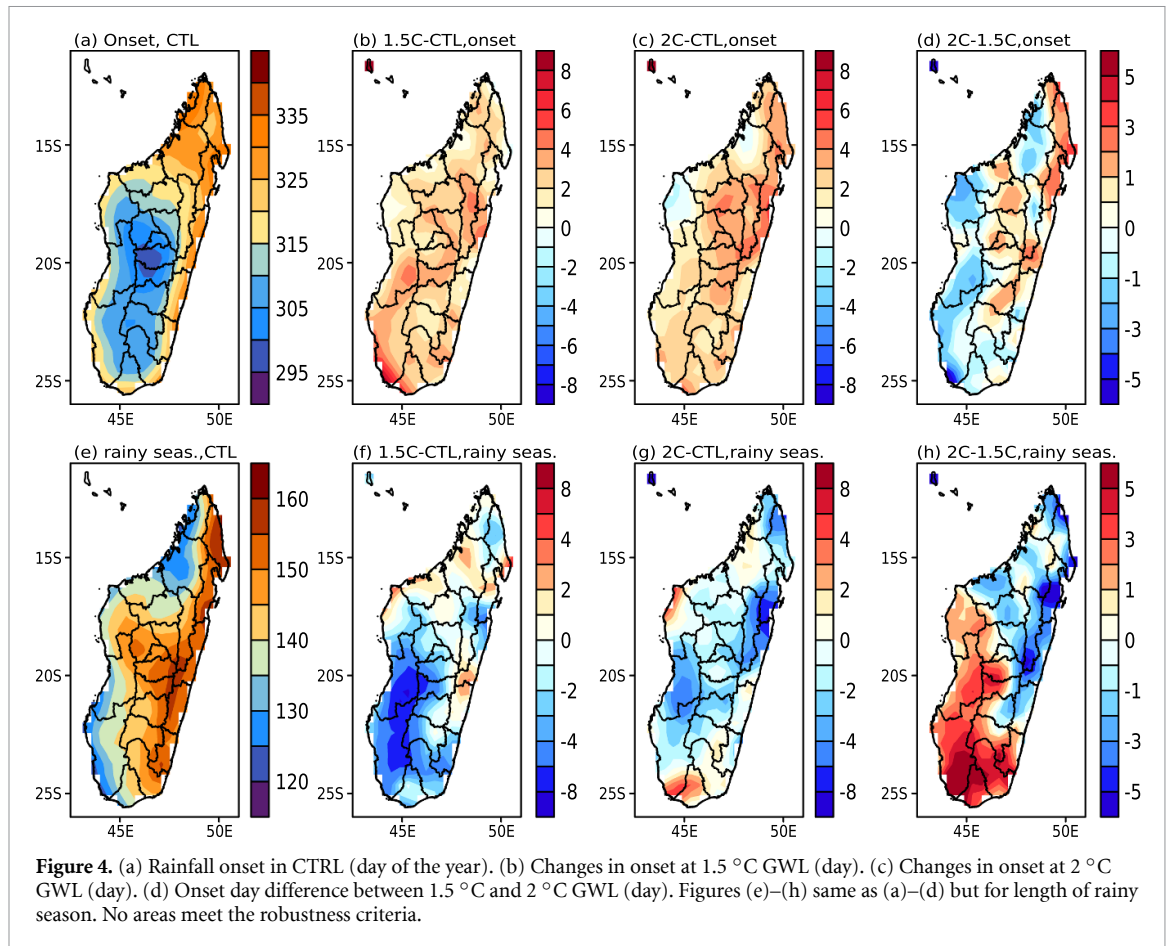 (a) Onset, CTL
(b) 1.5C-CTL,onset
(c) 2C-CTL,onset
(d) 2C-1.5C,onset
15S
20S
25S
45E
50E
335
325
315
305
295
15S
20S
25S
45E
50E
8
6
4
2
0
-2
-4
-6
-8
15S
20S
25S
45E
50E
8
6
4
2
0
-2
-4
-6
-8
15S
20S
25S
45E
50E
5
3
1
0
-1
-3
-5
(e) rainy seas.,CTL
(f) 1.5C-CTL,rainy seas.
(g) 2C-CTL,rainy seas.
(h) 2C-1.5C,rainy seas.
15S
20S
25S
45E
50E
160
150
140
130
120
15S
20S
25S
45E
50E
8
6
4
2
0
-2
-4
-6
-8
15S
20S
25S
45E
50E
8
6
4
2
0
-2
-4
-6
-8
15S
20S
25S
45E
50E
5
3
1
0
-1
-3
-5
Figure 4. (a) Rainfall onset in CTRL (day of the year). (b) Changes in onset at 1.5 °C GWL (day). (c) Changes in onset at 2 °C
GWL (day). (d) Onset day difference between 1.5 °C and 2 °C GWL (day). Figures (e)–(h) same as (a)–(d) but for length of rainy
season. No areas meet the robustness criteria.